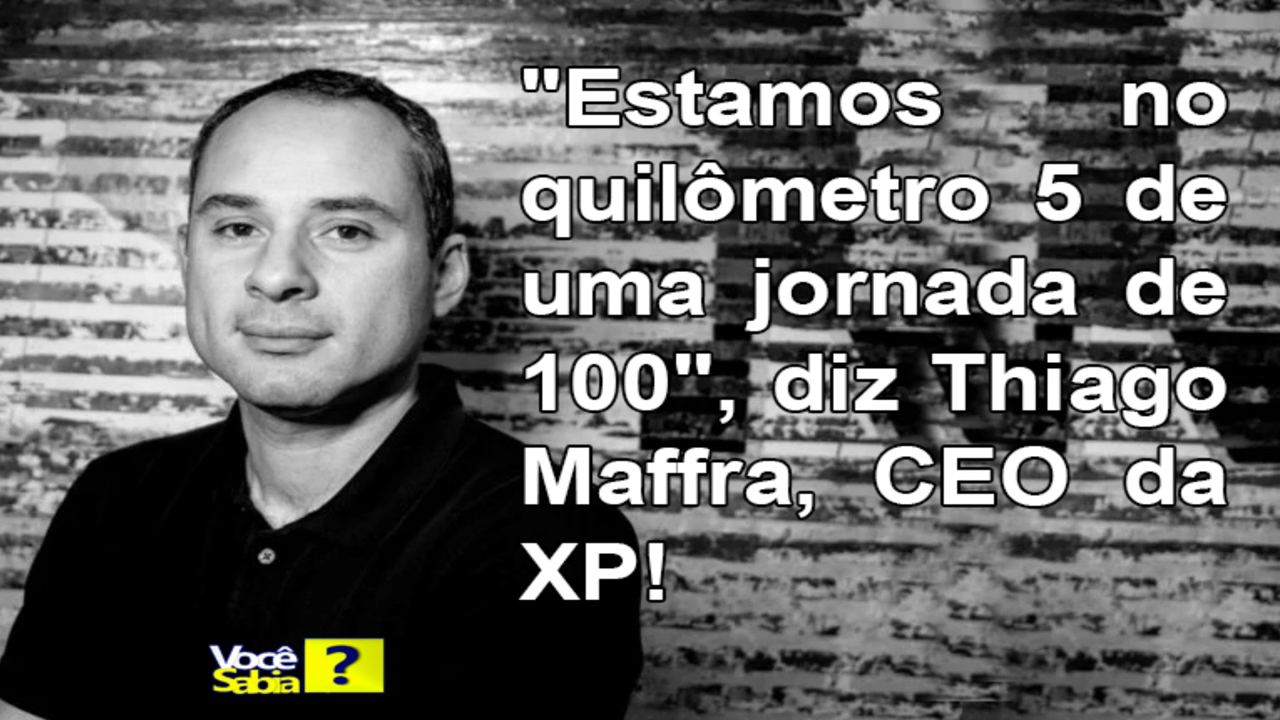 "Estamos no
quilômetro 5 de
uma jornada de
100", diz Thiago
Maffra, CEO da
XP!
Você
Sabia ?